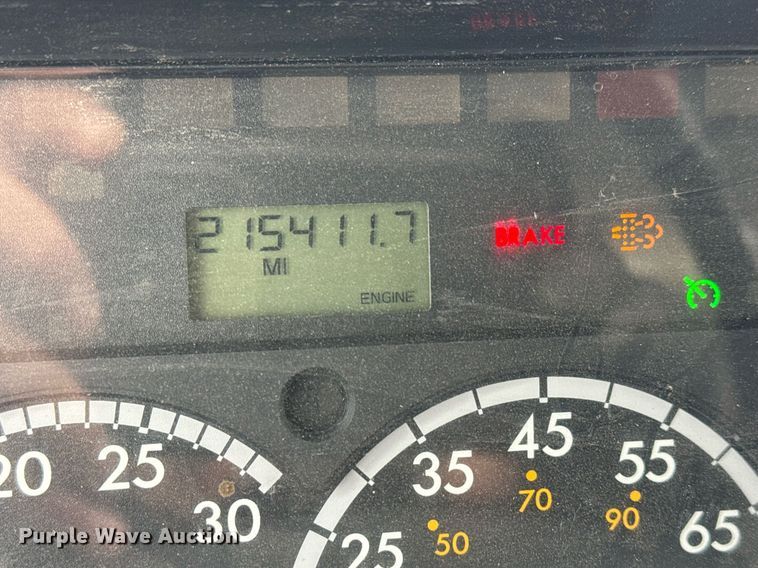 215411.7
MI
ENGINE
BRAKE
20 25 30
25 35 45 55 65
50 70 90
Purple Wave Auction